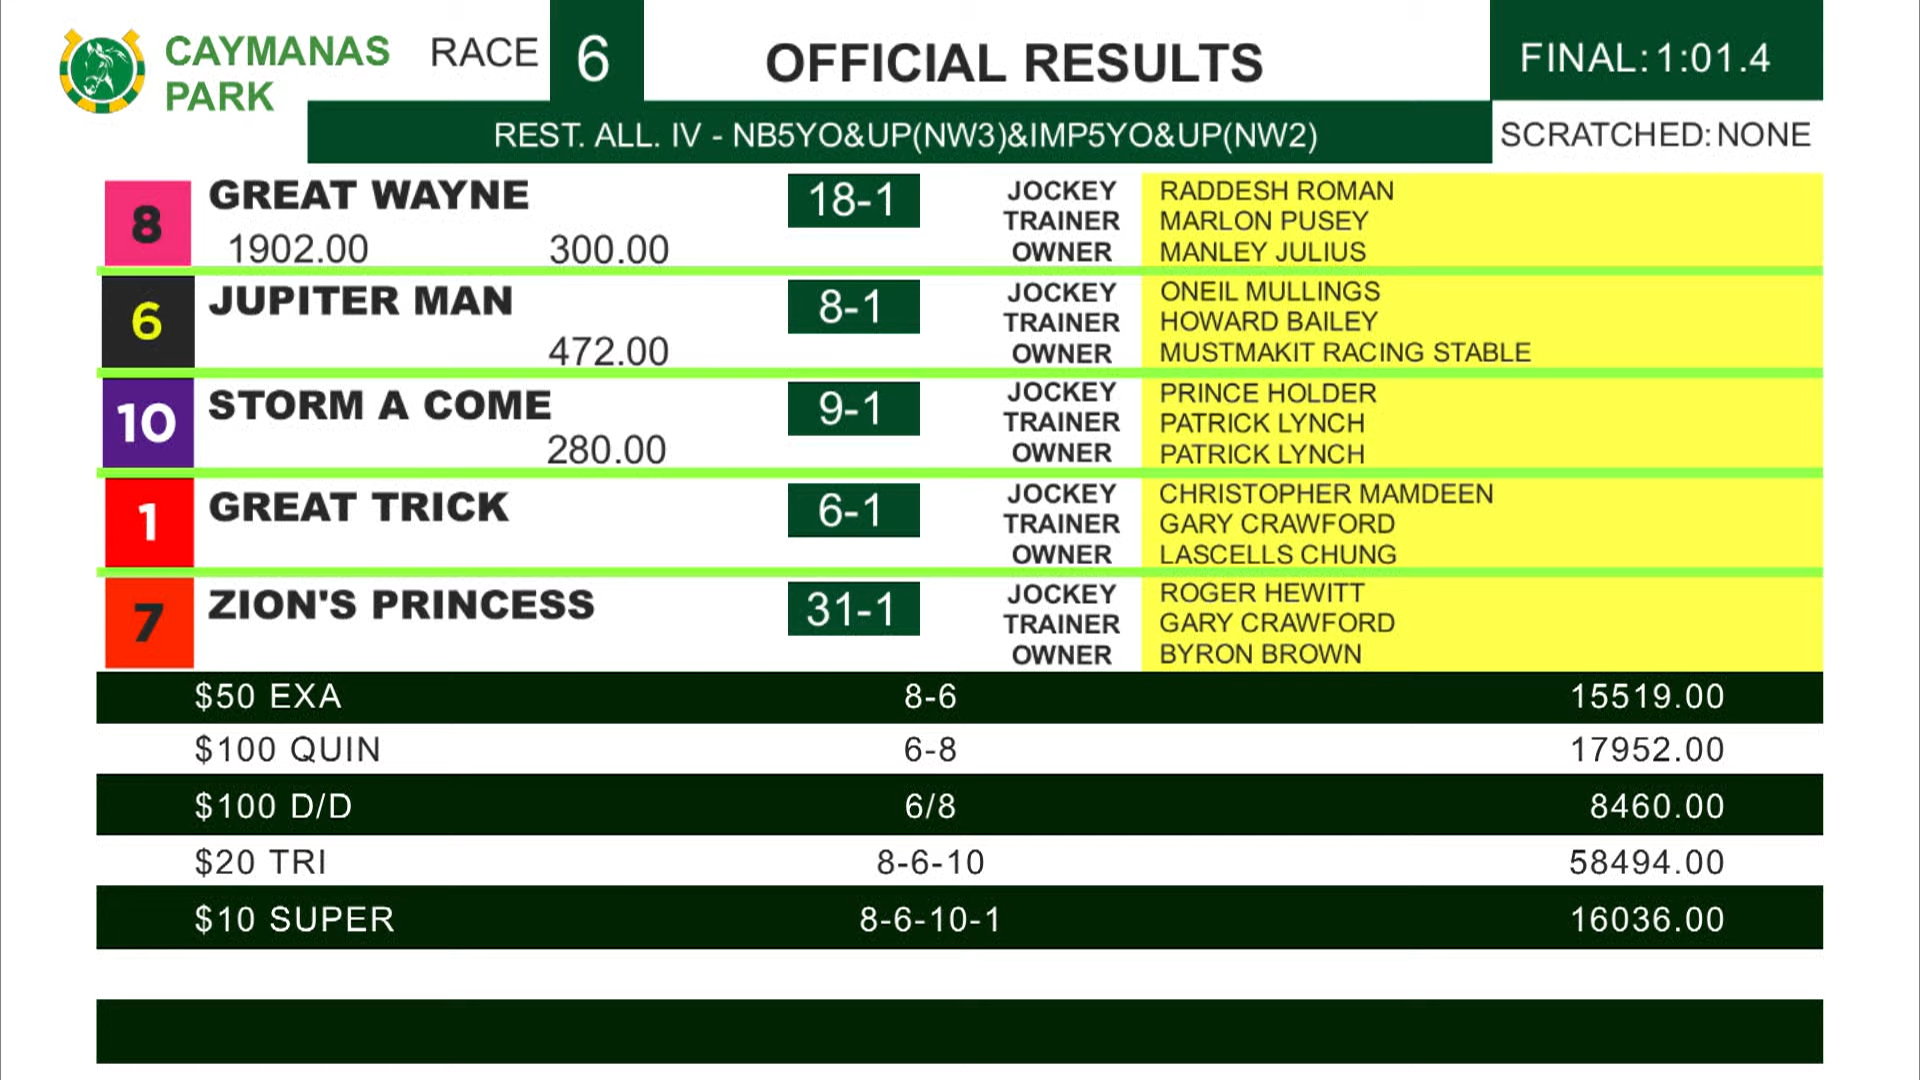 CAYMANAS
PARK
RACE 6
OFFICIAL RESULTS
FINAL: 1:01.4
REST. ALL. IV - NB5YO&UP(NW3)&IMP5YO&UP(NW2)
SCRATCHED: NONE
8 GREAT WAYNE 18-1
1902.00 300.00
JOCKEY RADDESH ROMAN
TRAINER MARLON PUSEY
OWNER MANLEY JULIUS
6 JUPITER MAN 8-1
472.00
JOCKEY ONEIL MULLINGS
TRAINER HOWARD BAILEY
OWNER MUSTMAKIT RACING STABLE
10 STORM A COME 9-1
280.00
JOCKEY PRINCE HOLDER
TRAINER PATRICK LYNCH
OWNER PATRICK LYNCH
1 GREAT TRICK 6-1
JOCKEY CHRISTOPHER MAMDEEN
TRAINER GARY CRAWFORD
OWNER LASCELLS CHUNG
7 ZION'S PRINCESS 31-1
JOCKEY ROGER HEWITT
TRAINER GARY CRAWFORD
OWNER BYRON BROWN
$50 EXA 8-6 15519.00
$100 QUIN 6-8 17952.00
$100 D/D 6/8 8460.00
$20 TRI 8-6-10 58494.00
$10 SUPER 8-6-10-1 16036.00